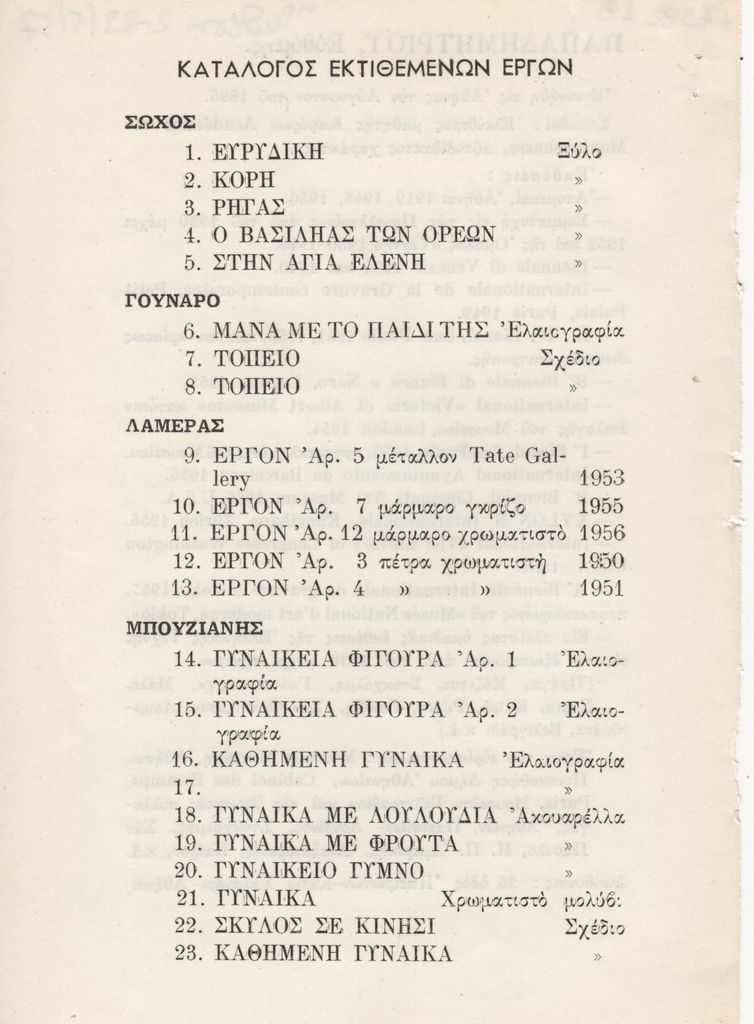 ΚΑΤΑΛΟΓΟΣ ΕΚΤΙΘΕΜΕΝΩΝ ΕΡΓΩΝ
ΣΩΧΟΣ
1. ΕΥΡΥΔΙΚΗ Ξύλο
2. ΚΟΡΗ »
3. ΡΗΓΑΣ »
4. Ο ΒΑΣΙΛΗΑΣ ΤΩΝ ΟΡΕΩΝ »
5. ΣΤΗΝ ΑΓΙΑ ΕΛΕΝΗ »
ΓΟΥΝΑΡΟ
6. ΜΑΝΑ ΜΕ ΤΟ ΠΑΙΔΙ ΤΗΣ Ἐλαιογραφία
7. ΤΟΠΕΙΟ Σχέδιο
8. ΤΟΠΕΙΟ »
ΛΑΜΕΡΑΣ
9. ΕΡΓΟΝ Ἀρ. 5 μέταλλον Tate Gal-
lery 1953
10. ΕΡΓΟΝ Ἀρ. 7 μάρμαρο γκρίζο 1955
11. ΕΡΓΟΝ Ἀρ. 12 μάρμαρο χρωματιστὸ 1956
12. ΕΡΓΟΝ Ἀρ. 3 πέτρα χρωματιστὴ 1950
13. ΕΡΓΟΝ Ἀρ. 4 » » 1951
ΜΠΟΥΖΙΑΝΗΣ
14. ΓΥΝΑΙΚΕΙΑ ΦΙΓΟΥΡΑ Ἀρ. 1 Ἐλαιο-
γραφία
15. ΓΥΝΑΙΚΕΙΑ ΦΙΓΟΥΡΑ Ἀρ. 2 Ἐλαιο-
γραφία
16. ΚΑΘΗΜΕΝΗ ΓΥΝΑΙΚΑ Ἐλαιογραφία
17. »
18. ΓΥΝΑΙΚΑ ΜΕ ΛΟΥΛΟΥΔΙΑ Ἀκουαρέλλα
19. ΓΥΝΑΙΚΑ ΜΕ ΦΡΟΥΤΑ »
20. ΓΥΝΑΙΚΕΙΟ ΓΥΜΝΟ »
21. ΓΥΝΑΙΚΑ Χρωματιστὸ μολύβ:
22. ΣΚΥΛΟΣ ΣΕ ΚΙΝΗΣΙ Σχέδιο
23. ΚΑΘΗΜΕΝΗ ΓΥΝΑΙΚΑ »